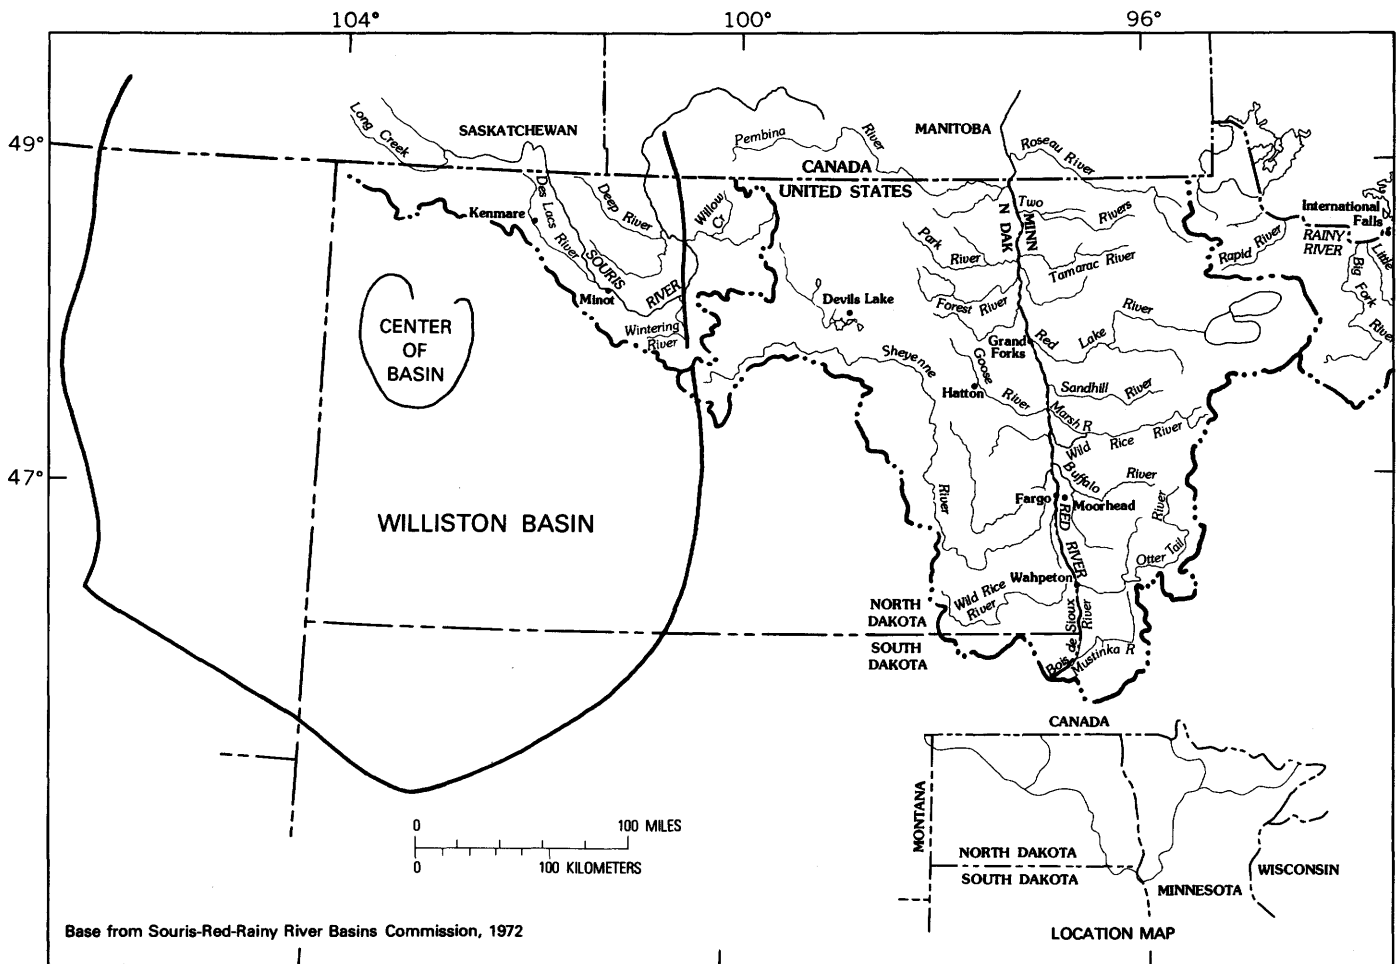 104°
100°
96°
49°
47°
Long Creek
SASKATCHEWAN
Pembina
River
MANITOBA
Roseau River
CANADA
UNITED STATES
Kenmare
Des Lacs River
Deep River
Willow
Cr
SOURIS
RIVER
Minot
Wintering
River
Devils Lake
Park
River
Forest River
N DAK
MINN
Two
Rivers
Tamarac River
Rapid River
International
Falls
RAINY
RIVER
Big Fork
River
Little
CENTER
OF
BASIN
Grand
Forks
Red
Lake
River
Sheyenne
River
Goose
River
Hatton
Sandhill
River
Marsh R
Wild Rice River
Buffalo
River
Fargo
Moorhead
RED RIVER
River
Otter Tail
WILLISTON BASIN
Wild Rice
River
Wahpeton
Bois de Sioux
River
Mustinka R
NORTH
DAKOTA
SOUTH
DAKOTA
0
100 MILES
0
100 KILOMETERS
CANADA
MONTANA
NORTH DAKOTA
SOUTH DAKOTA
MINNESOTA
WISCONSIN
LOCATION MAP
Base from Souris-Red-Rainy River Basins Commission, 1972